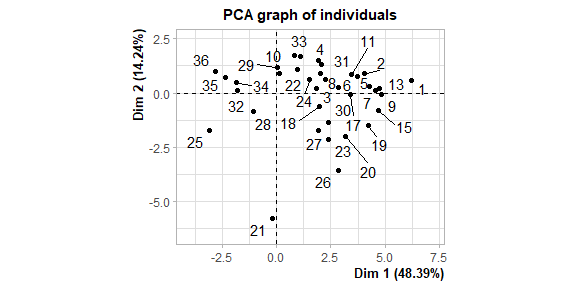 PCA graph of individuals
Dim 2 (14.24%)
2.5
0.0
-2.5
-5.0
33 4 11
36 29 10 31 2
35 34 22 8 6 5 13 1
24 3 7 9
32 28 18 30 17 15
25 27 23 19
20
26
21
-2.5 0.0 2.5 5.0 7.5
Dim 1 (48.39%)